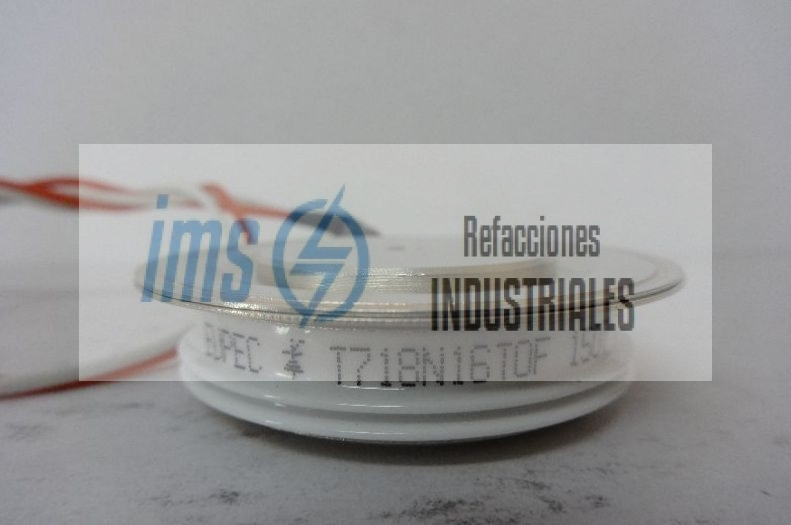 ims
Refacciones
INDUSTRIALES
EUPEC T718N16TOF